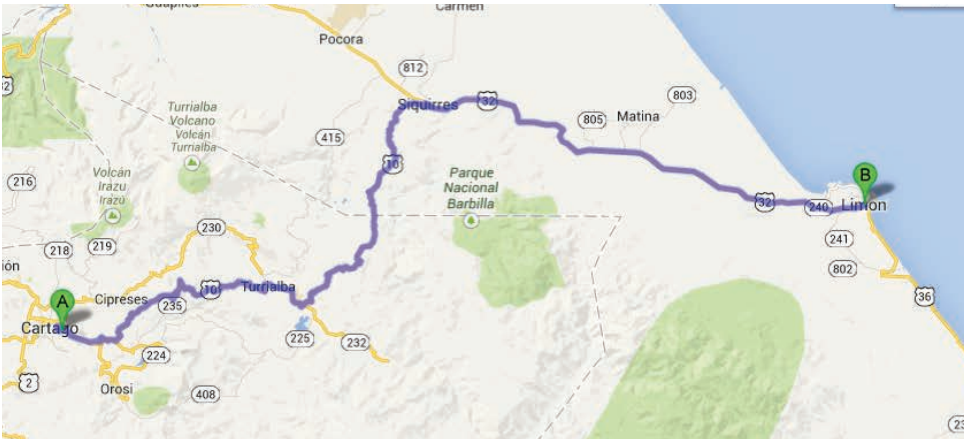 Carmen
Pocora
812
Siquirres
32
803
805
Matina
Turrialba
Volcano
Volcán
Turrialba
415
10
Parque
Nacional
Barbilla
216
Volcán
Irazú
B
32
240
Limon
241
218
219
230
802
ión
A
Cipreses
10
Turrialba
36
235
Cartago
225
232
224
2
Orosi
408